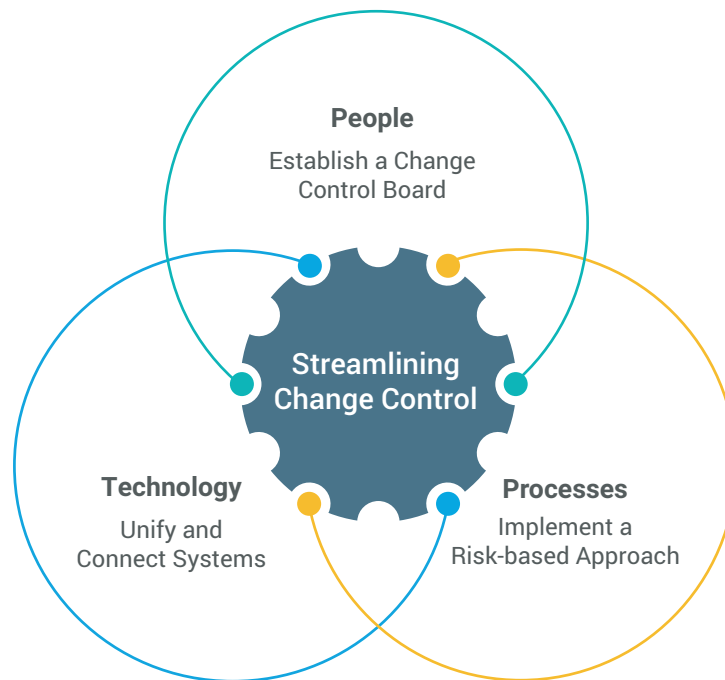 People
Establish a Change
Control Board
Streamlining
Change Control
Technology
Unify and
Connect Systems
Processes
Implement a
Risk-based Approach